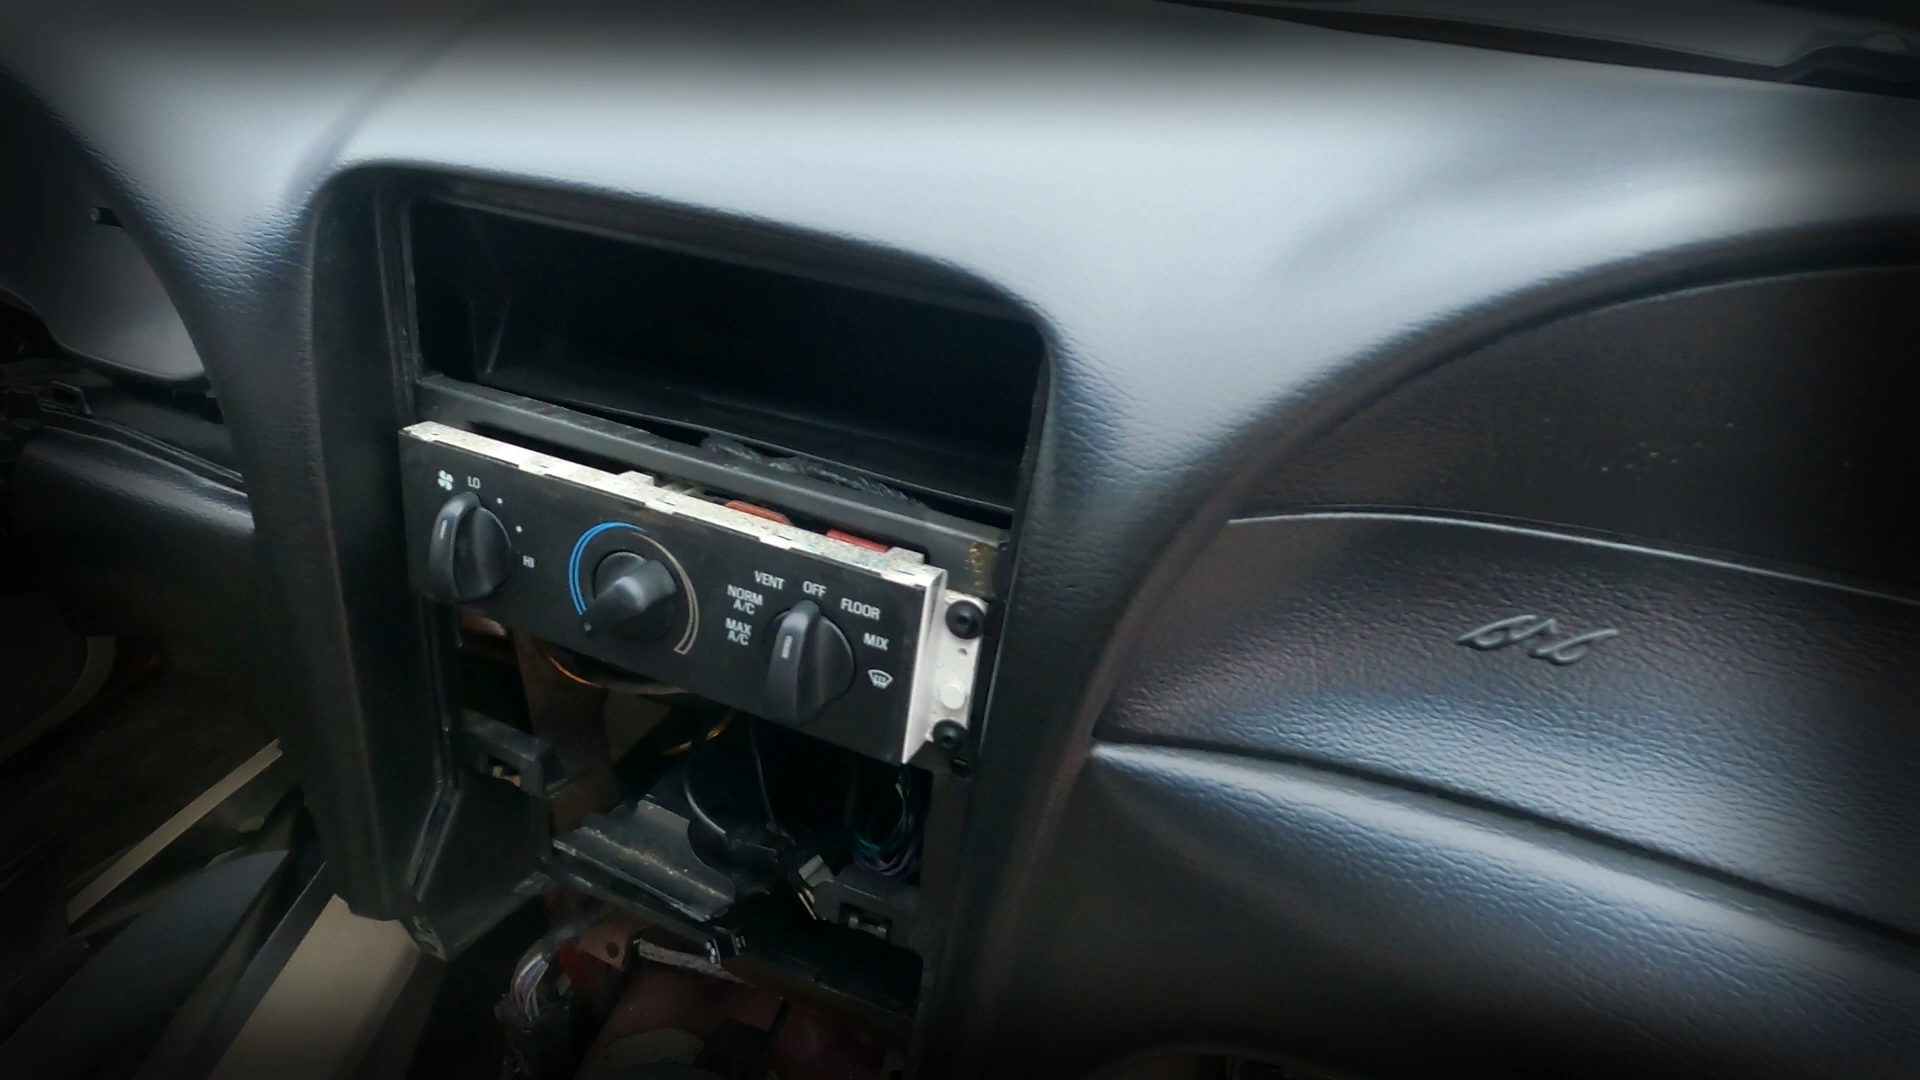 LO
HI
VENT
OFF
FLOOR
NORM
A/C
MAX
A/C
MIX